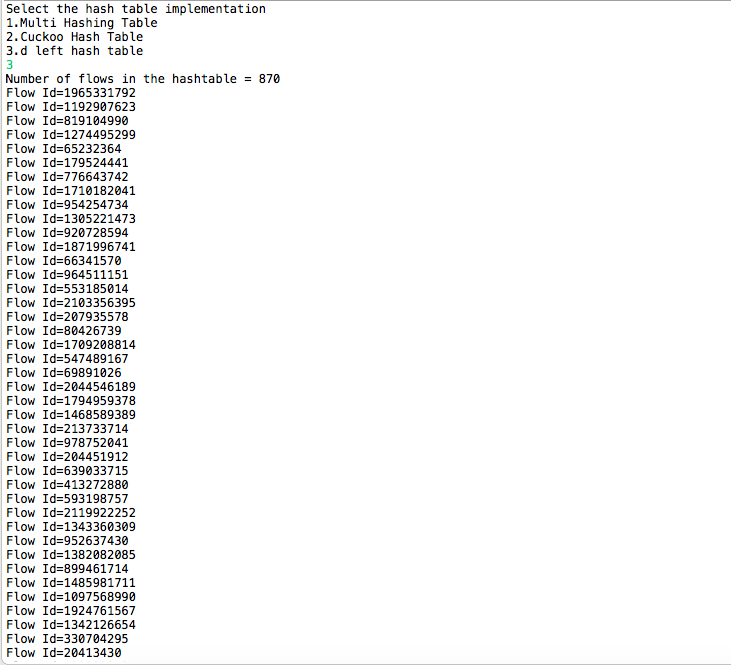 Select the hash table implementation
1.Multi Hashing Table
2.Cuckoo Hash Table
3.d left hash table
3
Number of flows in the hashtable = 870
Flow Id=1965331792
Flow Id=1192907623
Flow Id=819104990
Flow Id=1274495299
Flow Id=65232364
Flow Id=179524441
Flow Id=776643742
Flow Id=1710182041
Flow Id=954254734
Flow Id=1305221473
Flow Id=920728594
Flow Id=1871996741
Flow Id=66341570
Flow Id=964511151
Flow Id=553185014
Flow Id=2103356395
Flow Id=207935578
Flow Id=80426739
Flow Id=1709208814
Flow Id=547489167
Flow Id=69891026
Flow Id=2044546189
Flow Id=1794959378
Flow Id=1468589389
Flow Id=213733714
Flow Id=978752041
Flow Id=204451912
Flow Id=639033715
Flow Id=413272880
Flow Id=593198757
Flow Id=2119922252
Flow Id=1343360309
Flow Id=952637430
Flow Id=1382082085
Flow Id=899461714
Flow Id=1485981711
Flow Id=1097568990
Flow Id=1924761567
Flow Id=1342126654
Flow Id=330704295
Flow Id=20413430